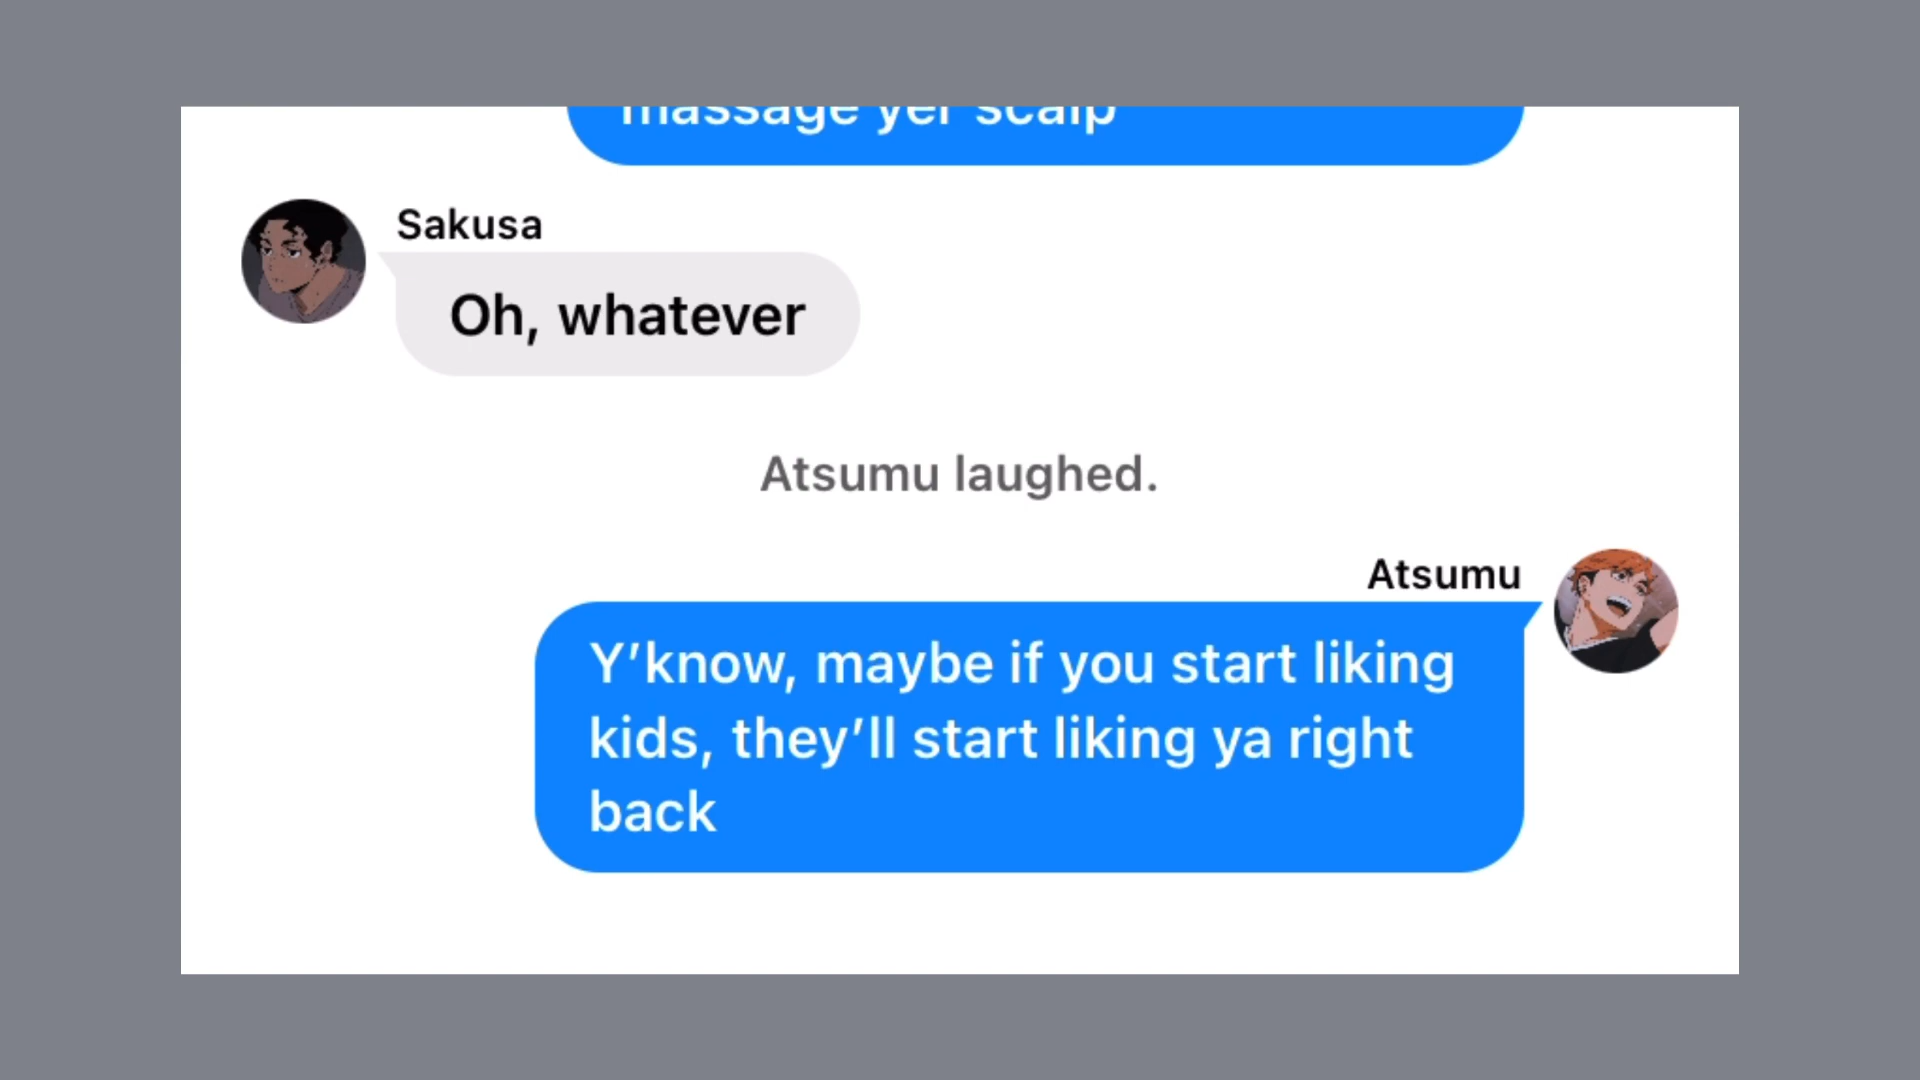 massage yer scalp
Sakusa
Oh, whatever
Atsumu laughed.
Atsumu
Y’know, maybe if you start liking
kids, they’ll start liking ya right
back